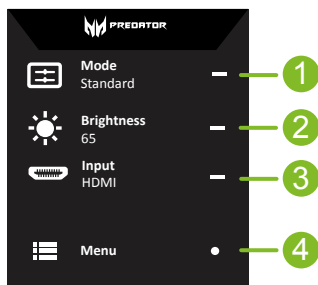 PREDATOR
Mode
Standard
1
Brightness
65
2
Input
HDMI
3
Menu
4